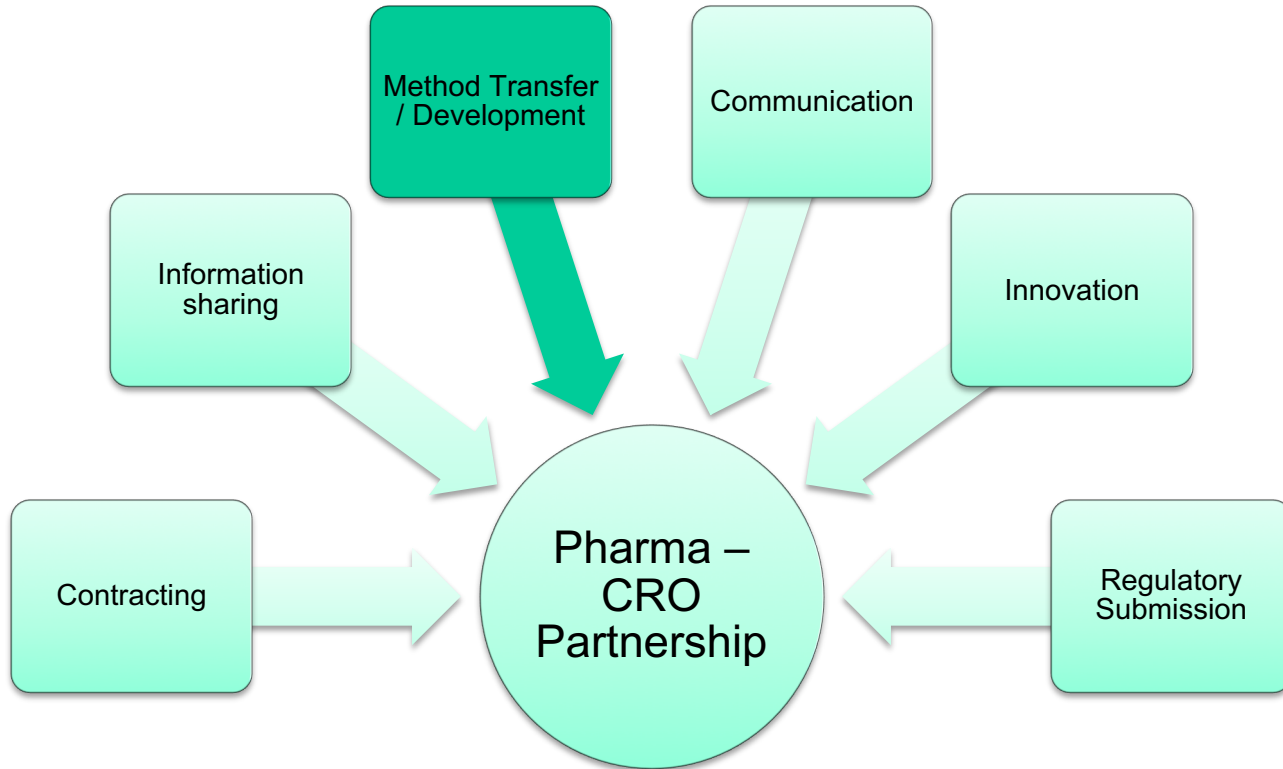 Method Transfer
/ Development
Communication
Information
sharing
Innovation
Contracting
Pharma –
CRO
Partnership
Regulatory
Submission